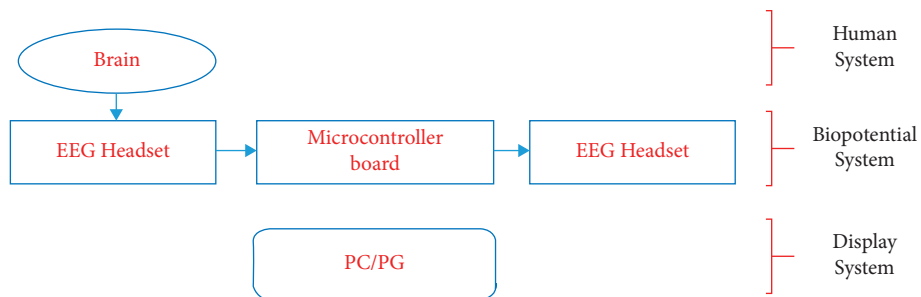 Brain
Human
System
EEG Headset
Microcontroller
board
EEG Headset
Biopotential
System
PC/PG
Display
System